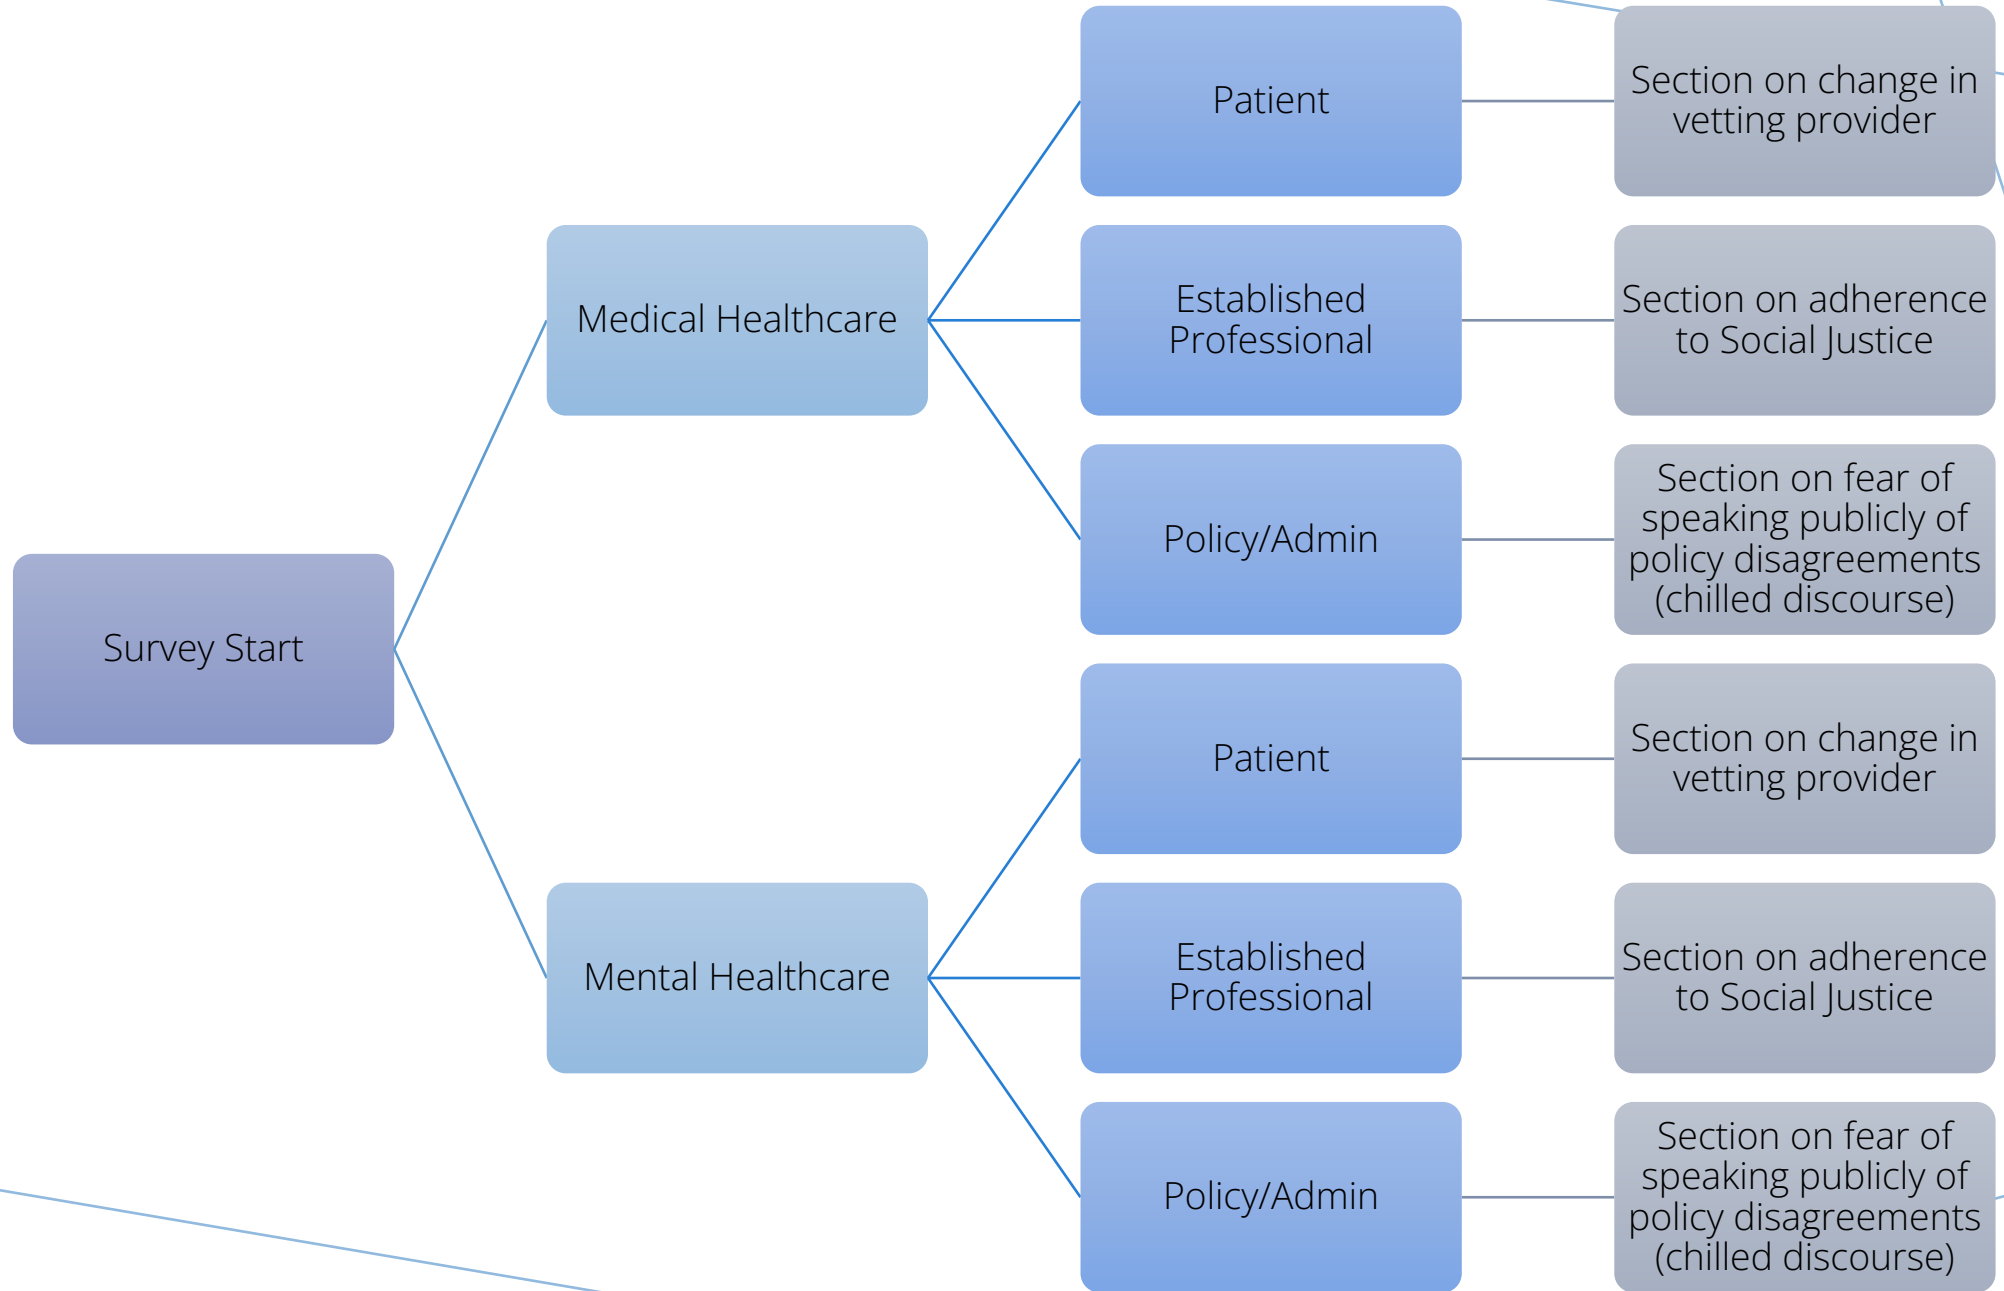 Survey Start
Medical Healthcare
Patient
Section on change in
vetting provider
Established
Professional
Section on adherence
to Social Justice
Policy/Admin
Section on fear of
speaking publicly of
policy disagreements
(chilled discourse)
Mental Healthcare
Patient
Section on change in
vetting provider
Established
Professional
Section on adherence
to Social Justice
Policy/Admin
Section on fear of
speaking publicly of
policy disagreements
(chilled discourse)